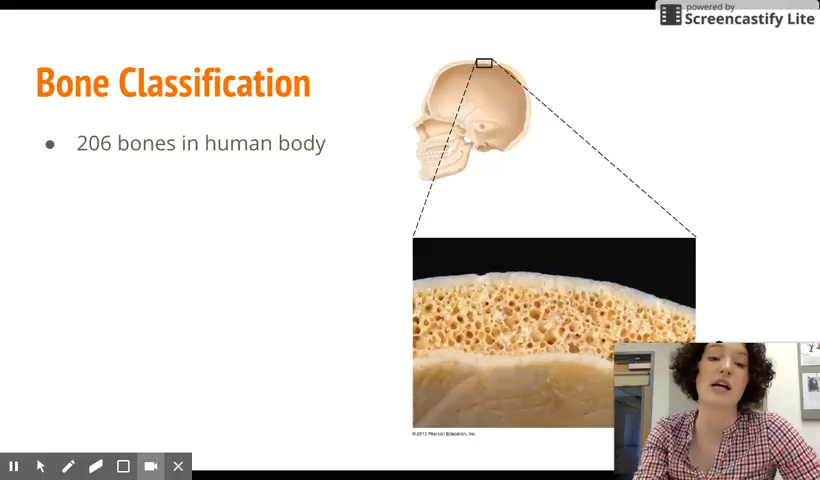 powered by
Screencastify Lite
Bone Classification
● 206 bones in human body
© 2013 Pearson Education, Inc.